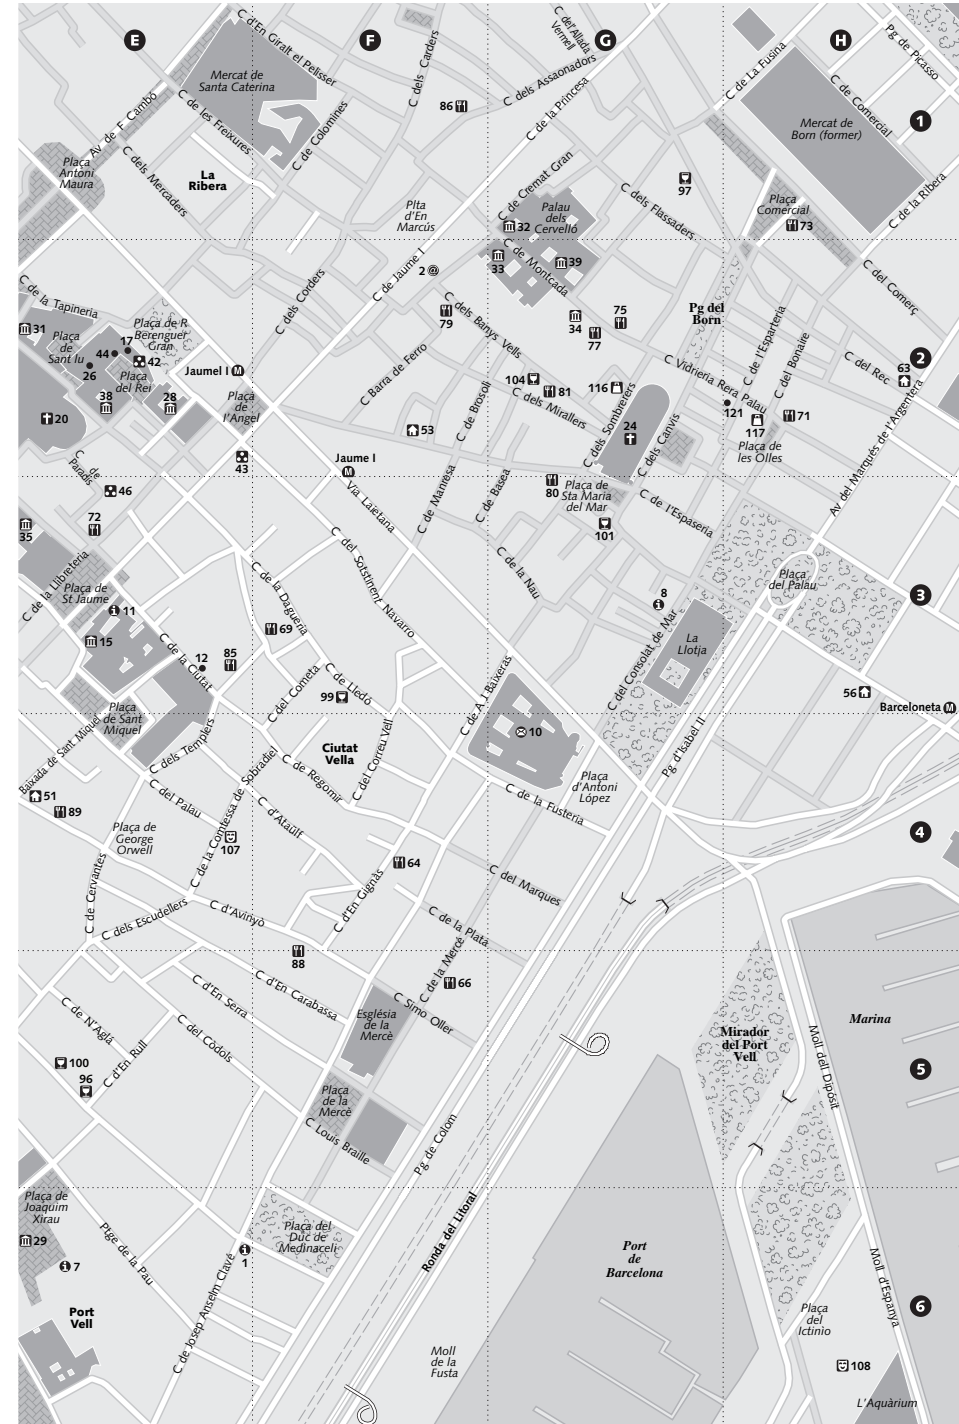 E
F
G
H
C d'En Giralt el Pelisser
C dels Carders
C de l'Allada
Vermell
C dels Assaonadors
C de la Princesa
C de La Fusina
Pg de Picasso
C de Comercial
Mercat de
Santa Caterina
86
1
Mercat de
Born (former)
Av de F Cambó
C de les Freixures
C de Colomines
Plaça
Antoni
Maura
C dels Mercaders
La
Ribera
C de Cremat Gran
97
C dels Flassaders
Plaça
Comercial
73
C de la Ribera
Plta
d'En
Marcús
Palau
dels
Cervelló
32
33
39
C de Montcada
C de Jaume I
2 @
C dels Corders
C de la Tapineria
31
Plaça
de
Sant Iu
Plaça de R
Berenguer
Gran
17
44
42
26
Plaça
del Rei
38
28
20
Jaumel I
M
Plaça
de
l'Angel
43
79
C dels Banys Vells
34
75
77
Pg del
Born
C del Comerç
C de l'Esparteria
C del Bonaire
C del Rec
63
2
C Barra de Ferro
C de Brosoli
104
81
116
C dels Mirallers
C dels Sombrerers
24
C dels Canvis
C Vidrieria Rera Palau
121
117
71
Plaça de
les Olles
Av del Marquès de l'Argentera
53
Jaume I
M
C de
Paradís
46
72
35
Via Laietana
C de Manresa
C de Basea
80
Plaça de
Sta Maria
del Mar
101
C de l'Espaseria
C de la Llibreteria
Plaça de
St Jaume
11
15
C de la Ciutat
12
85
C de la Dagueria
69
C del Sotstinent Navarro
C de la Nau
8
C del Consolat de Mar
La
Llotja
Plaça
del Palau
3
C del Cometa
C de Lledó
99
C de A J Baixeras
56
Barceloneta
M
Plaça
de Sant
Miquel
Baixada de Sant Miquel
C dels Templers
Ciutat
Vella
C del Correu Vell
10
Pg d'Isabel II
51
89
C del Palau
C de la Comtessa de Sobradiel
C de Regomir
C d'Ataülf
C de la Fusteria
Plaça
d'Antoni
López
Plaça de
George
Orwell
107
64
4
C de Cervantes
C dels Escudellers
C d'Avinyò
C d'En Gignàs
C del Marques
C de la Plata
C de la Mercè
88
66
C d'En Serra
C d'En Carabassa
C Simo Oller
C de N'Aglá
C del Còdols
Església
de la
Mercè
Mirador
del Port
Vell
Marina
Moll dell Dipòsit
100
96
C d'En Rull
Plaça
de la
Mercè
5
C Louis Braille
Pg de Colom
Plaça de
Joaquim
Xirau
29
7
Ptge de la Pau
Plaça del
Duc de
Medinaceli
1
Ronda del Litoral
Port
de
Barcelona
Moll d'Espanya
Port
Vell
C de Josep Anselm Clavé
6
Plaça
del
Ictinio
Moll
de la
Fusta
108
L'Aquàrium